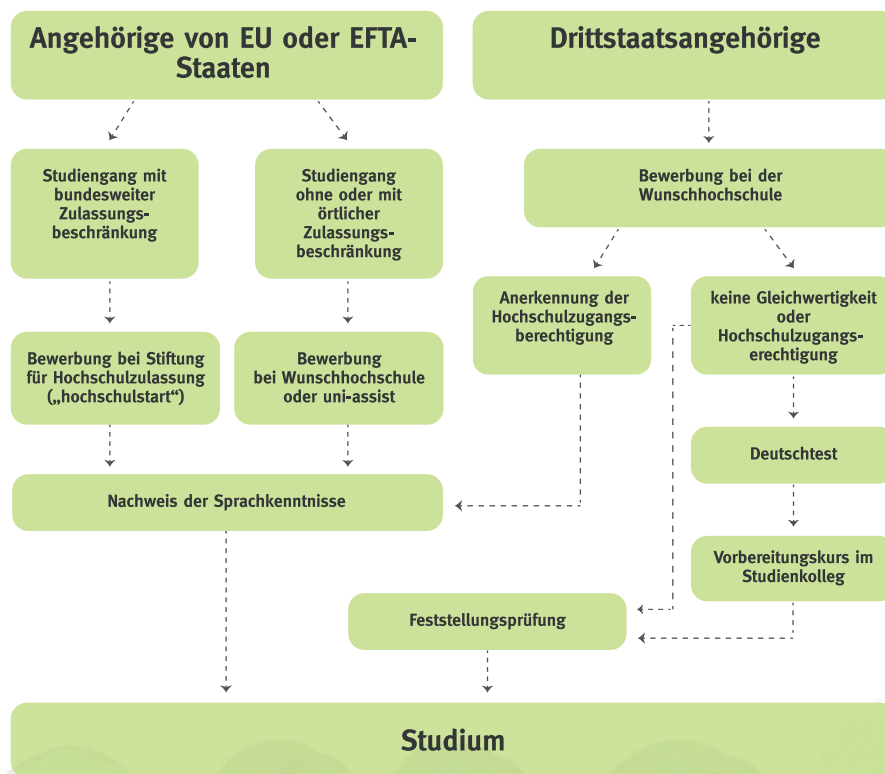 Angehörige von EU oder EFTA-
Staaten
Drittstaatsangehörige
Studiengang mit
bundesweiter
Zulassungs-
beschränkung
Studiengang
ohne oder mit
örtlicher
Zulassungs-
beschränkung
Bewerbung bei der
Wunschhochschule
Anerkennung der
Hochschulzugangs-
berechtigung
keine Gleichwertigkeit
oder
Hochschulzugangs-
erechtigung
Bewerbung bei Stiftung
für Hochschulzulassung
(„hochschulstart“)
Bewerbung
bei Wunschhochschule
oder uni-assist
Deutschtest
Nachweis der Sprachkenntnisse
Vorbereitungskurs im
Studienkolleg
Feststellungsprüfung
Studium